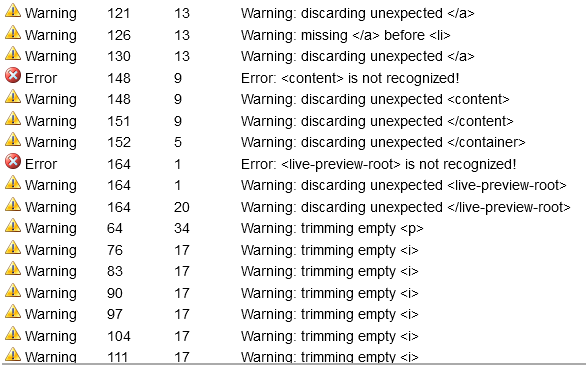 Warning 121 13 Warning: discarding unexpected </a>
Warning 126 13 Warning: missing </a> before <li>
Warning 130 13 Warning: discarding unexpected </a>
Error 148 9 Error: <content> is not recognized!
Warning 148 9 Warning: discarding unexpected <content>
Warning 151 9 Warning: discarding unexpected </content>
Warning 152 5 Warning: discarding unexpected </container>
Error 164 1 Error: <live-preview-root> is not recognized!
Warning 164 1 Warning: discarding unexpected <live-preview-root>
Warning 164 20 Warning: discarding unexpected </live-preview-root>
Warning 64 34 Warning: trimming empty <p>
Warning 76 17 Warning: trimming empty <i>
Warning 83 17 Warning: trimming empty <i>
Warning 90 17 Warning: trimming empty <i>
Warning 97 17 Warning: trimming empty <i>
Warning 104 17 Warning: trimming empty <i>
Warning 111 17 Warning: trimming empty <i>